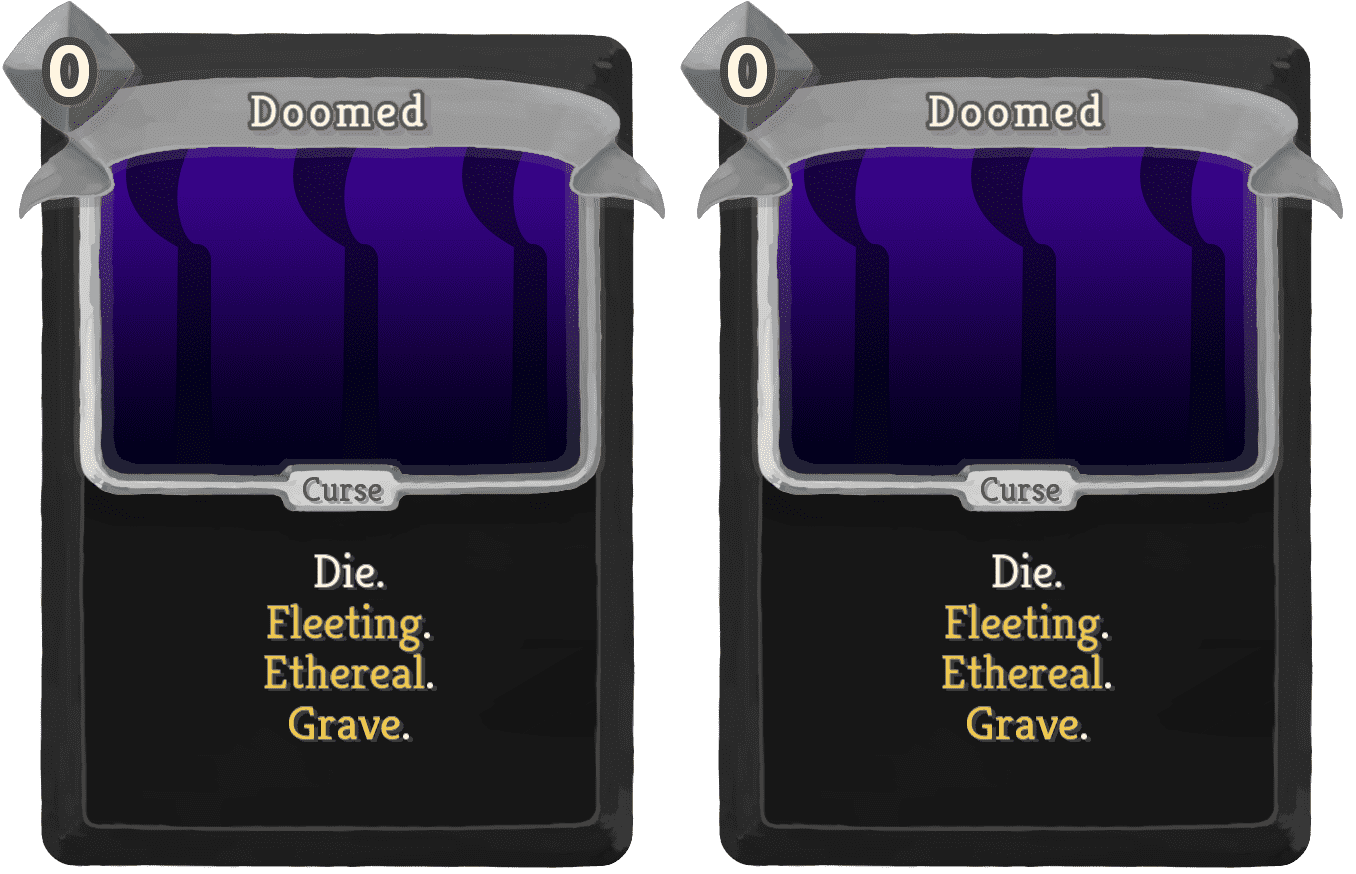 0
Doomed
Curse
Die.
Fleeting.
Ethereal.
Grave.
0
Doomed
Curse
Die.
Fleeting.
Ethereal.
Grave.